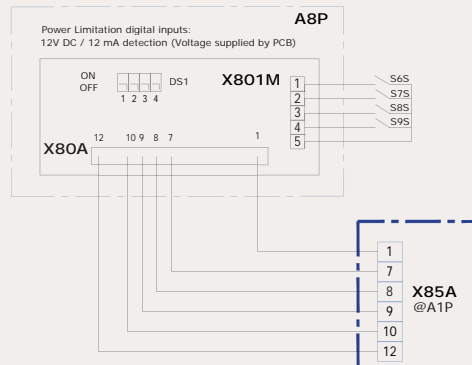 A8P
Power Limitation digital inputs:
12V DC / 12 mA detection (Voltage supplied by PCB)
ON
OFF
1 2 3 4
DS1
X801M
1
2
3
4
5
S6S
S7S
S8S
S9S
X80A
12 10 9 8 7 1
1
7
8
9
10
12
X85A
@A1P